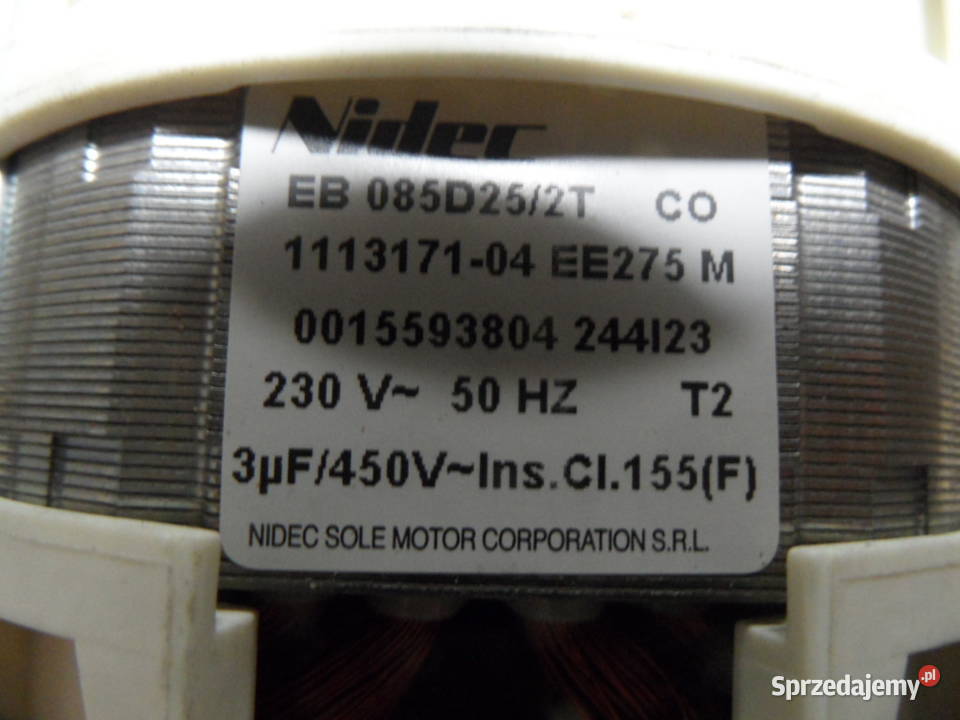 Nidec
EB 085D25/2T CO
1113171-04 EE275 M
0015593804 244I23
230 V~ 50 HZ T2
3µF/450V~Ins.Cl.155(F)
NIDEC SOLE MOTOR CORPORATION S.R.L.
Sprzedajemy.pl